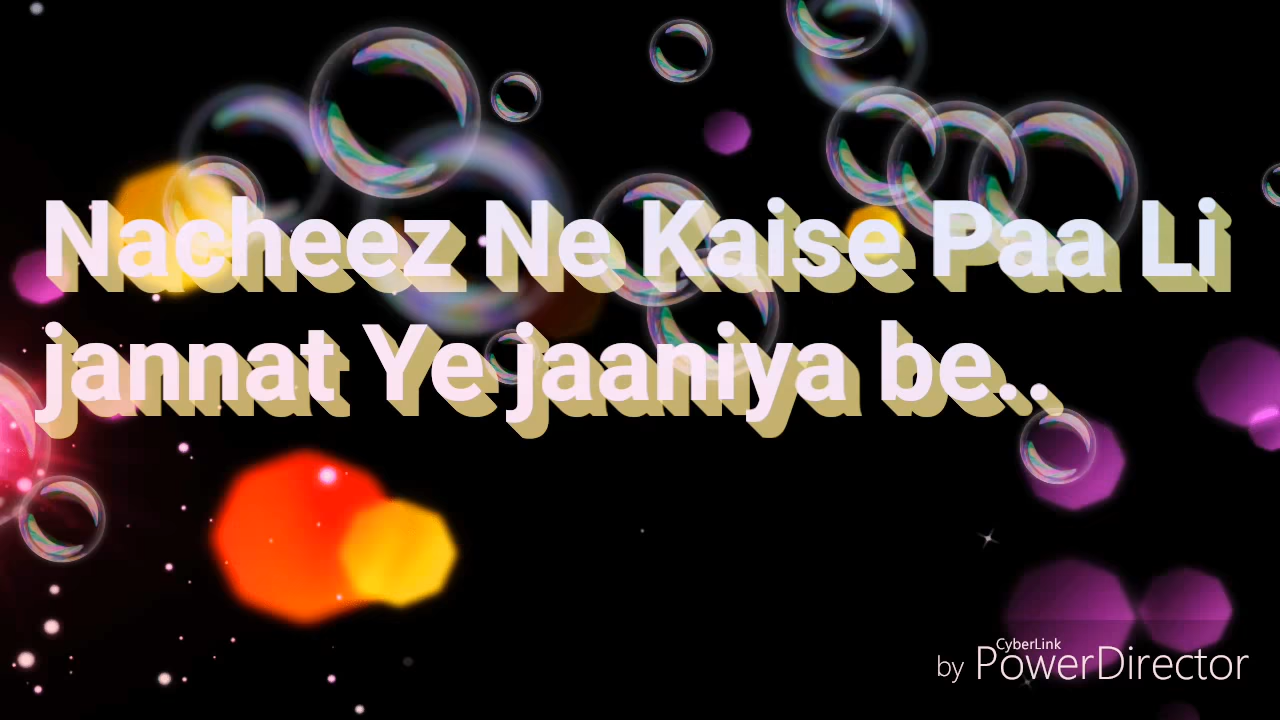 Nacheez Ne Kaise Paa Li
jannat Ye jaaniya be..
CyberLink
by PowerDirector